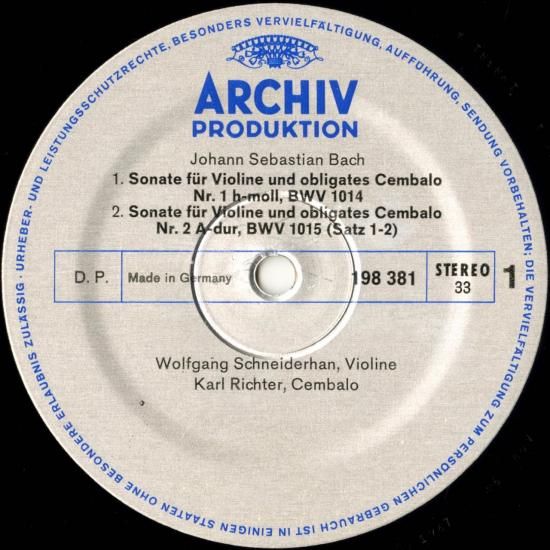 URHEBER- UND LEISTUNGSSCHUTZRECHTE, BESONDERS VERVIELFÄLTIGUNG, AUFFÜHRUNG, SENDUNG VORBEHALTEN; DIE VERVIELFÄLTIGUNG ZUM PERSÖNLICHEN GEBRAUCH IST IN EINIGEN STAATEN OHNE BESONDERE ERLAUBNIS ZULÄSSIG ·
ARCHIV
PRODUKTION
Johann Sebastian Bach
1. Sonate für Violine und obligates Cembalo
Nr. 1 h-moll, BWV 1014
2. Sonate für Violine und obligates Cembalo
Nr. 2 A-dur, BWV 1015 (Satz 1-2)
D. P. Made in Germany 198 381 STEREO 33 1
Wolfgang Schneiderhan, Violine
Karl Richter, Cembalo